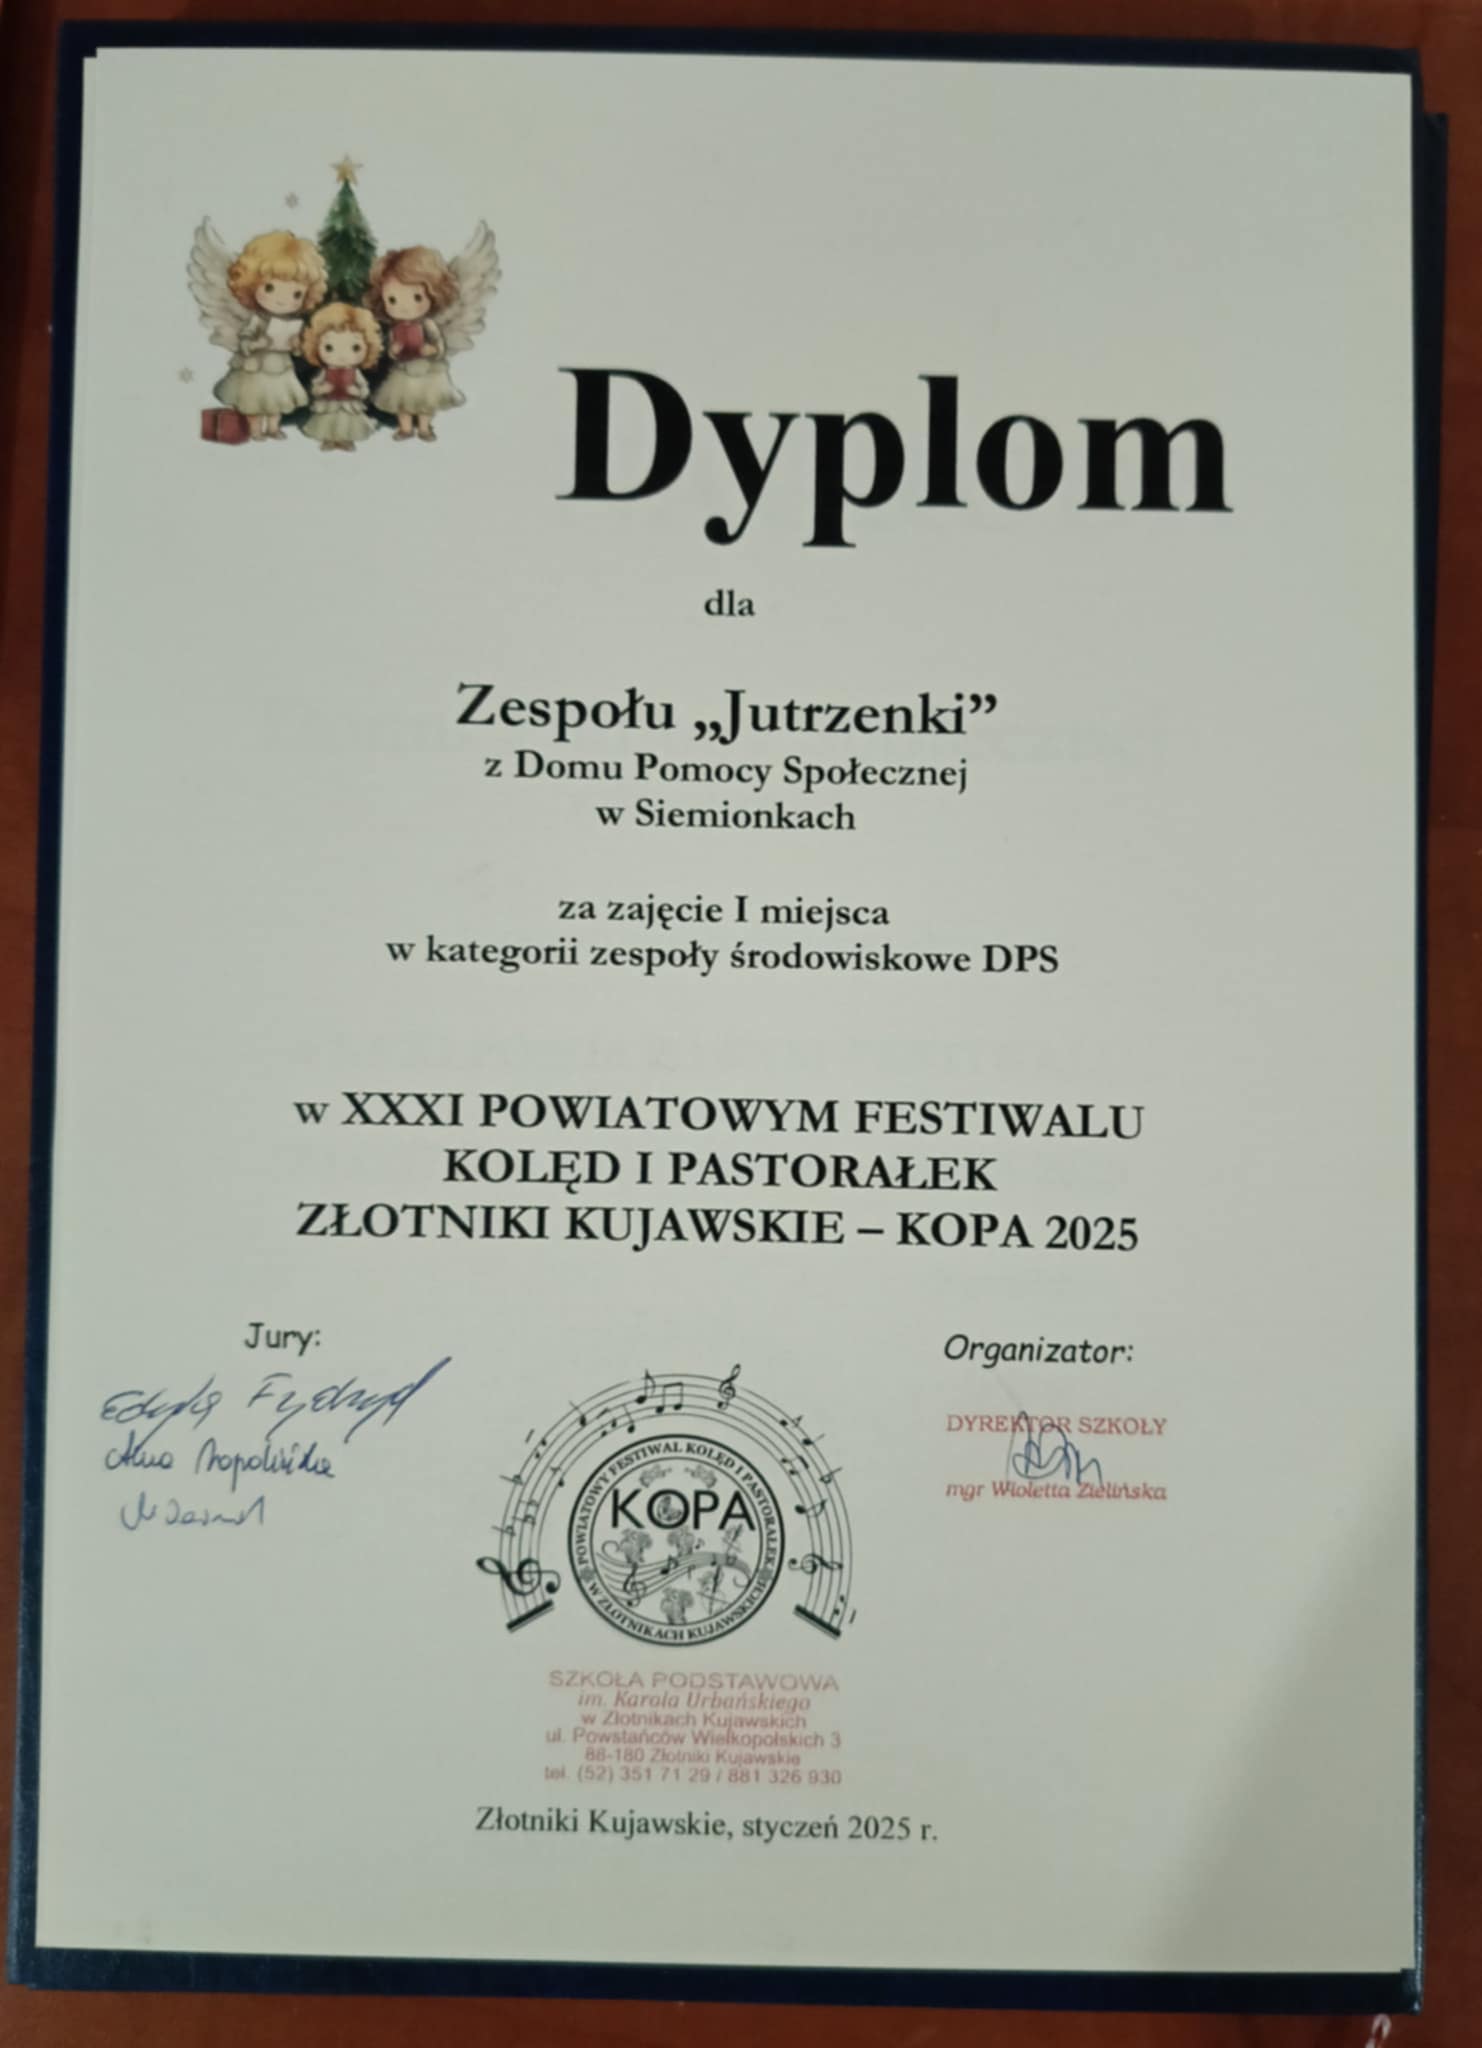 Dyplom
dla
Zespołu „Jutrzenki”
z Domu Pomocy Społecznej
w Siemionkach
za zajęcie I miejsca
w kategorii zespoły środowiskowe DPS
w XXXI POWIATOWYM FESTIWALU
KOLĘD I PASTORAŁEK
ZŁOTNIKI KUJAWSKIE – KOPA 2025
Jury:
Edyta
Organizator:
DYREKTOR SZKOŁY
mgr Wioletta Zielińska
POWIATOWY FESTIWAL KOLĘD I PASTORAŁEK
KOPA
W ZŁOTNIKACH KUJAWSKICH
SZKOŁA PODSTAWOWA
im. Karola Urbańskiego
w Złotnikach Kujawskich
ul. Powstańców Wielkopolskich 3
88-180 Złotniki Kujawskie
tel. (52) 351 71 29 / 881 326 930
Złotniki Kujawskie, styczeń 2025 r.